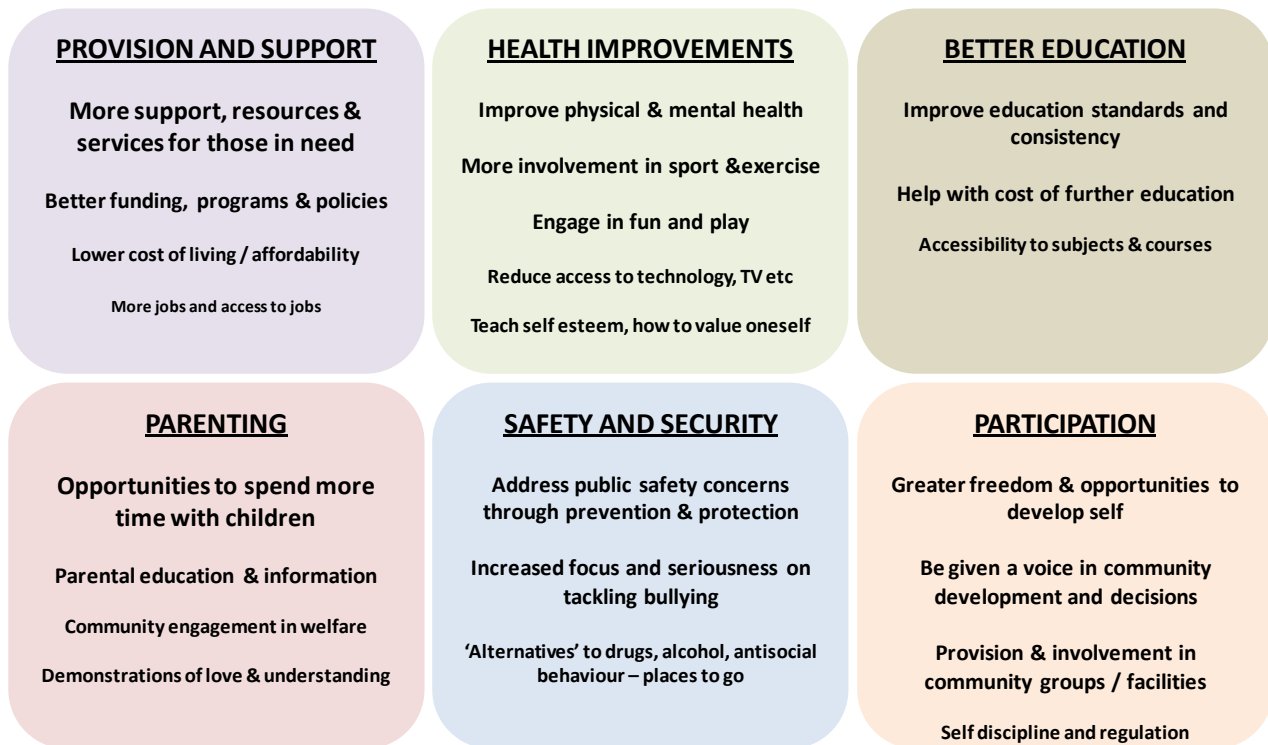 PROVISION AND SUPPORT
More support, resources &
services for those in need
Better funding, programs & policies
Lower cost of living / affordability
More jobs and access to jobs
HEALTH IMPROVEMENTS
Improve physical & mental health
More involvement in sport &exercise
Engage in fun and play
Reduce access to technology, TV etc
Teach self esteem, how to value oneself
BETTER EDUCATION
Improve education standards and
consistency
Help with cost of further education
Accessibility to subjects & courses
PARENTING
Opportunities to spend more
time with children
Parental education & information
Community engagement in welfare
Demonstrations of love & understanding
SAFETY AND SECURITY
Address public safety concerns
through prevention & protection
Increased focus and seriousness on
tackling bullying
‘Alternatives’ to drugs, alcohol, antisocial
behaviour – places to go
PARTICIPATION
Greater freedom & opportunities to
develop self
Be given a voice in community
development and decisions
Provision & involvement in
community groups / facilities
Self discipline and regulation